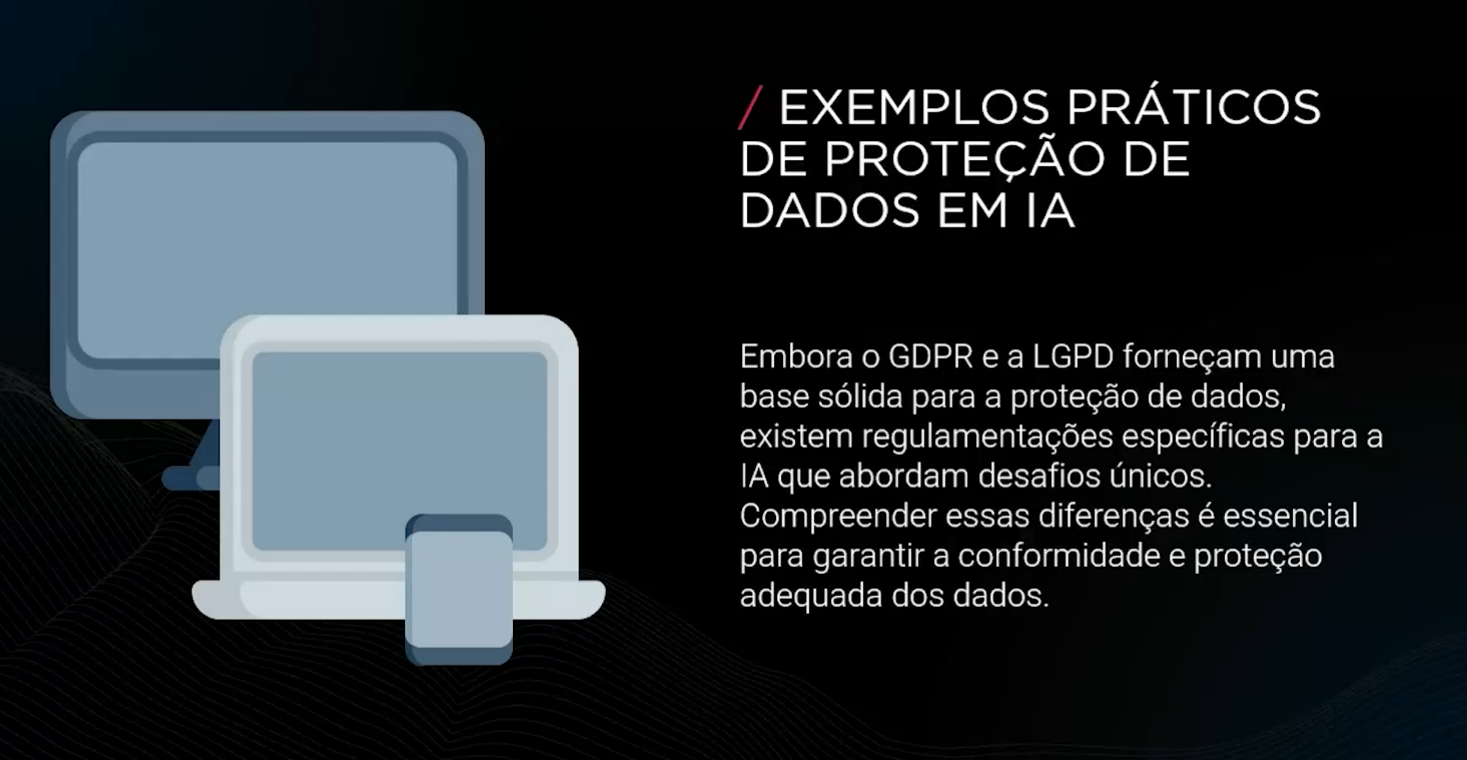 / EXEMPLOS PRÁTICOS
DE PROTEÇÃO DE
DADOS EM IA
Embora o GDPR e a LGPD forneçam uma
base sólida para a proteção de dados,
existem regulamentações específicas para a
IA que abordam desafios únicos.
Compreender essas diferenças é essencial
para garantir a conformidade e proteção
adequada dos dados.